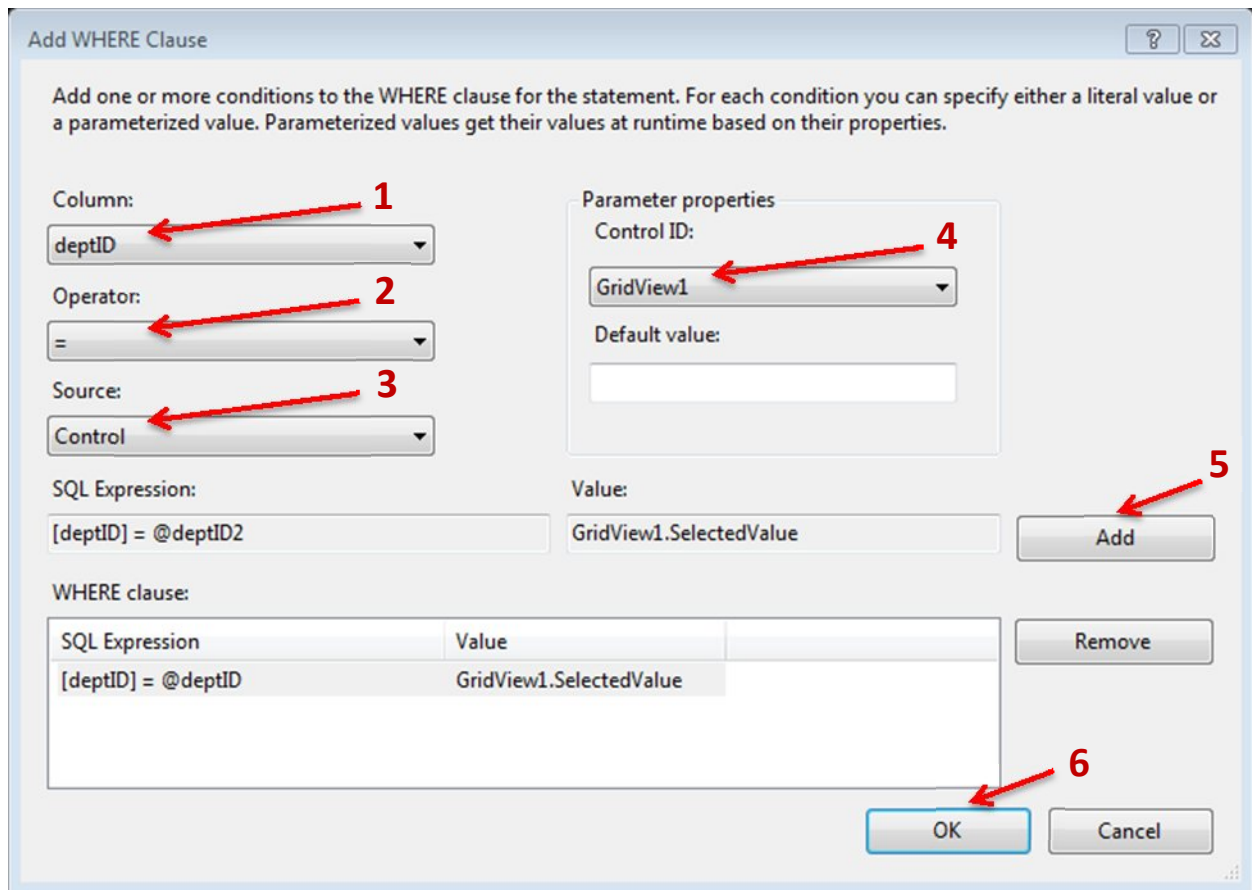 Add WHERE Clause
Add one or more conditions to the WHERE clause for the statement. For each condition you can specify either a literal value or
a parameterized value. Parameterized values get their values at runtime based on their properties.
Column:
1
deptID
Operator:
2
=
Source:
3
Control
Parameter properties
Control ID:
4
GridView1
Default value:
SQL Expression:
Value:
5
[deptID] = @deptID2
GridView1.SelectedValue
Add
WHERE clause:
SQL Expression
Value
Remove
[deptID] = @deptID
GridView1.SelectedValue
6
OK
Cancel